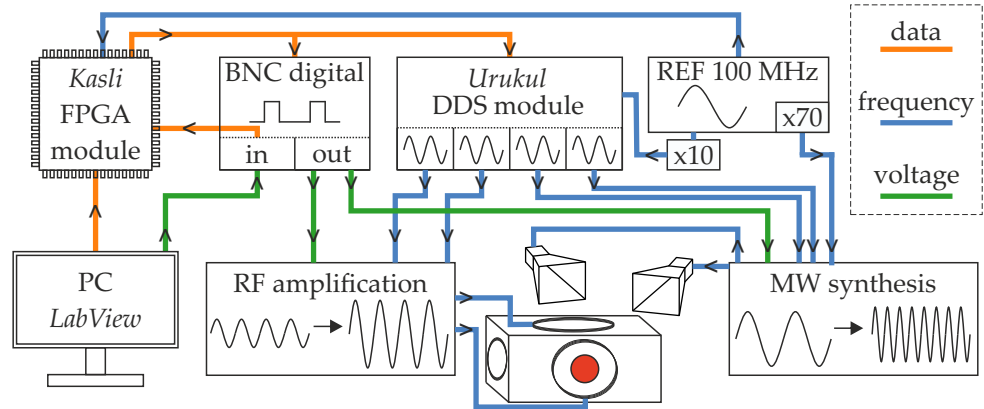 Kasli
FPGA
module
BNC digital
in
out
Urukul
DDS module
REF 100 MHz
x70
x10
data
frequency
voltage
PC
LabView
RF amplification
MW synthesis